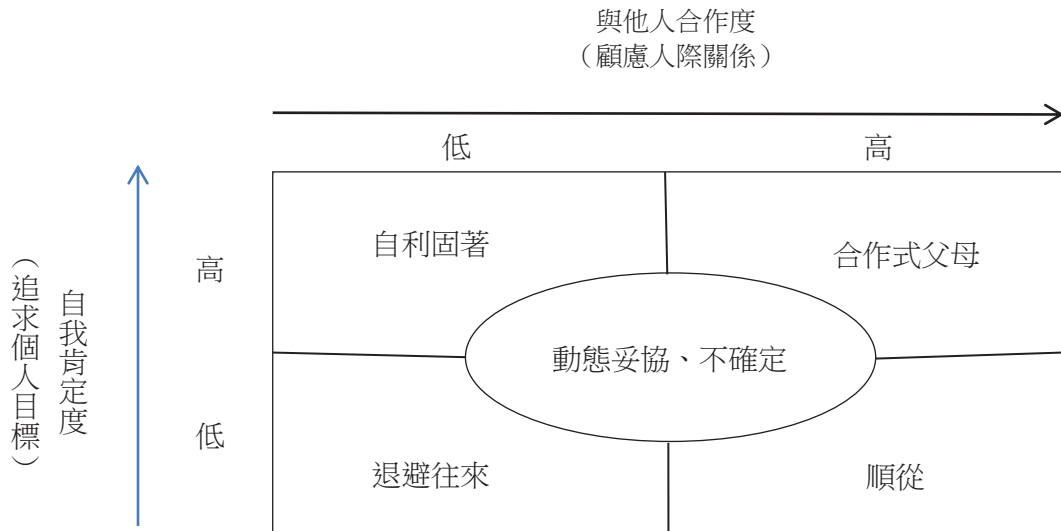 與他人合作度
（顧慮人際關係）
低
高
自我肯定度
（追求個人目標）
高
低
自利固著
合作式父母
動態妥協、不確定
退避往來
順從